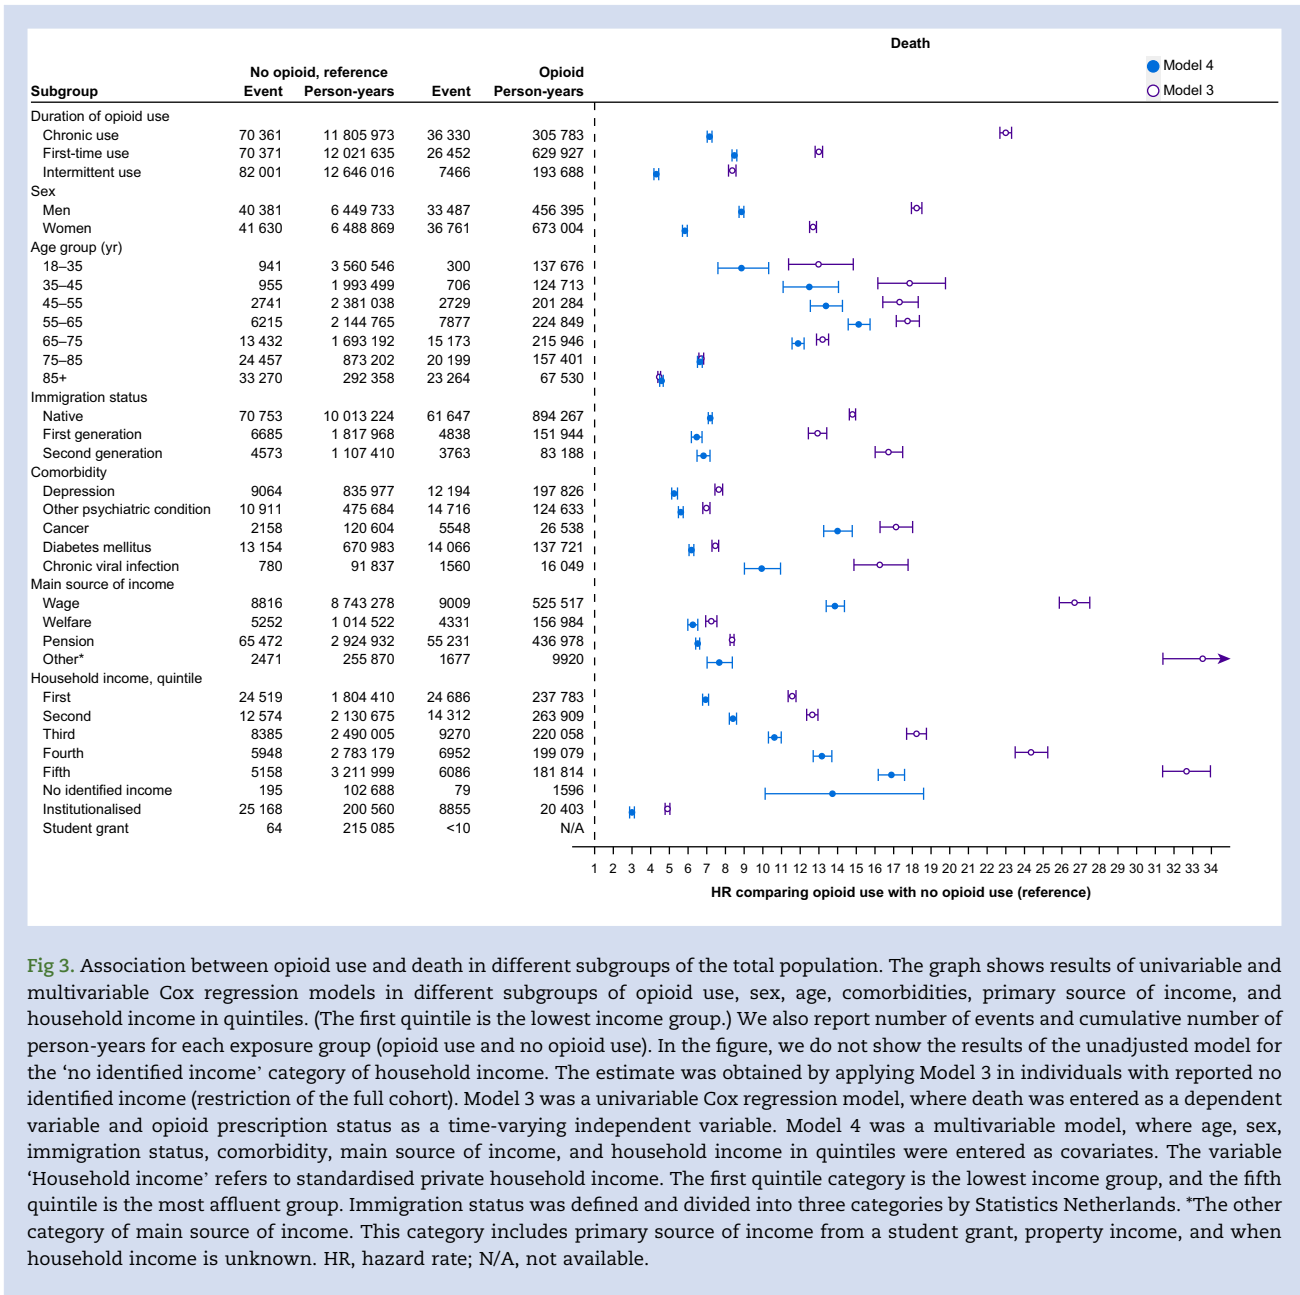 Death
Model 4
Model 3
No opioid, reference Opioid
Subgroup Event Person-years Event Person-years
Duration of opioid use
Chronic use 70 361 11 805 973 36 330 305 783
First-time use 70 371 12 021 635 26 452 629 927
Intermittent use 82 001 12 646 016 7466 193 688
Sex
Men 40 381 6 449 733 33 487 456 395
Women 41 630 6 488 869 36 761 673 004
Age group (yr)
18–35 941 3 560 546 300 137 676
35–45 955 1 993 499 706 124 713
45–55 2741 2 381 038 2729 201 284
55–65 6215 2 144 765 7877 224 849
65–75 13 432 1 693 192 15 173 215 946
75–85 24 457 873 202 20 199 157 401
85+ 33 270 292 358 23 264 67 530
Immigration status
Native 70 753 10 013 224 61 647 894 267
First generation 6685 1 817 968 4838 151 944
Second generation 4573 1 107 410 3763 83 188
Comorbidity
Depression 9064 835 977 12 194 197 826
Other psychiatric condition 10 911 475 684 14 716 124 633
Cancer 2158 120 604 5548 26 538
Diabetes mellitus 13 154 670 983 14 066 137 721
Chronic viral infection 780 91 837 1560 16 049
Main source of income
Wage 8816 8 743 278 9009 525 517
Welfare 5252 1 014 522 4331 156 984
Pension 65 472 2 924 932 55 231 436 978
Other* 2471 255 870 1677 9920
Household income, quintile
First 24 519 1 804 410 24 686 237 783
Second 12 574 2 130 675 14 312 263 909
Third 8385 2 490 005 9270 220 058
Fourth 5948 2 783 179 6952 199 079
Fifth 5158 3 211 999 6086 181 814
No identified income 195 102 688 79 1596
Institutionalised 25 168 200 560 8855 20 403
Student grant 64 215 085 <10 N/A
1 2 3 4 5 6 7 8 9 10 11 12 13 14 15 16 17 18 19 20 21 22 23 24 25 26 27 28 29 30 31 32 33 34
HR comparing opioid use with no opioid use (reference)
Fig 3. Association between opioid use and death in different subgroups of the total population. The graph shows results of univariable and
multivariable Cox regression models in different subgroups of opioid use, sex, age, comorbidities, primary source of income, and
household income in quintiles. (The first quintile is the lowest income group.) We also report number of events and cumulative number of
person-years for each exposure group (opioid use and no opioid use). In the figure, we do not show the results of the unadjusted model for
the ‘no identified income’ category of household income. The estimate was obtained by applying Model 3 in individuals with reported no
identified income (restriction of the full cohort). Model 3 was a univariable Cox regression model, where death was entered as a dependent
variable and opioid prescription status as a time-varying independent variable. Model 4 was a multivariable model, where age, sex,
immigration status, comorbidity, main source of income, and household income in quintiles were entered as covariates. The variable
‘Household income’ refers to standardised private household income. The first quintile category is the lowest income group, and the fifth
quintile is the most affluent group. Immigration status was defined and divided into three categories by Statistics Netherlands. *The other
category of main source of income. This category includes primary source of income from a student grant, property income, and when
household income is unknown. HR, hazard rate; N/A, not available.